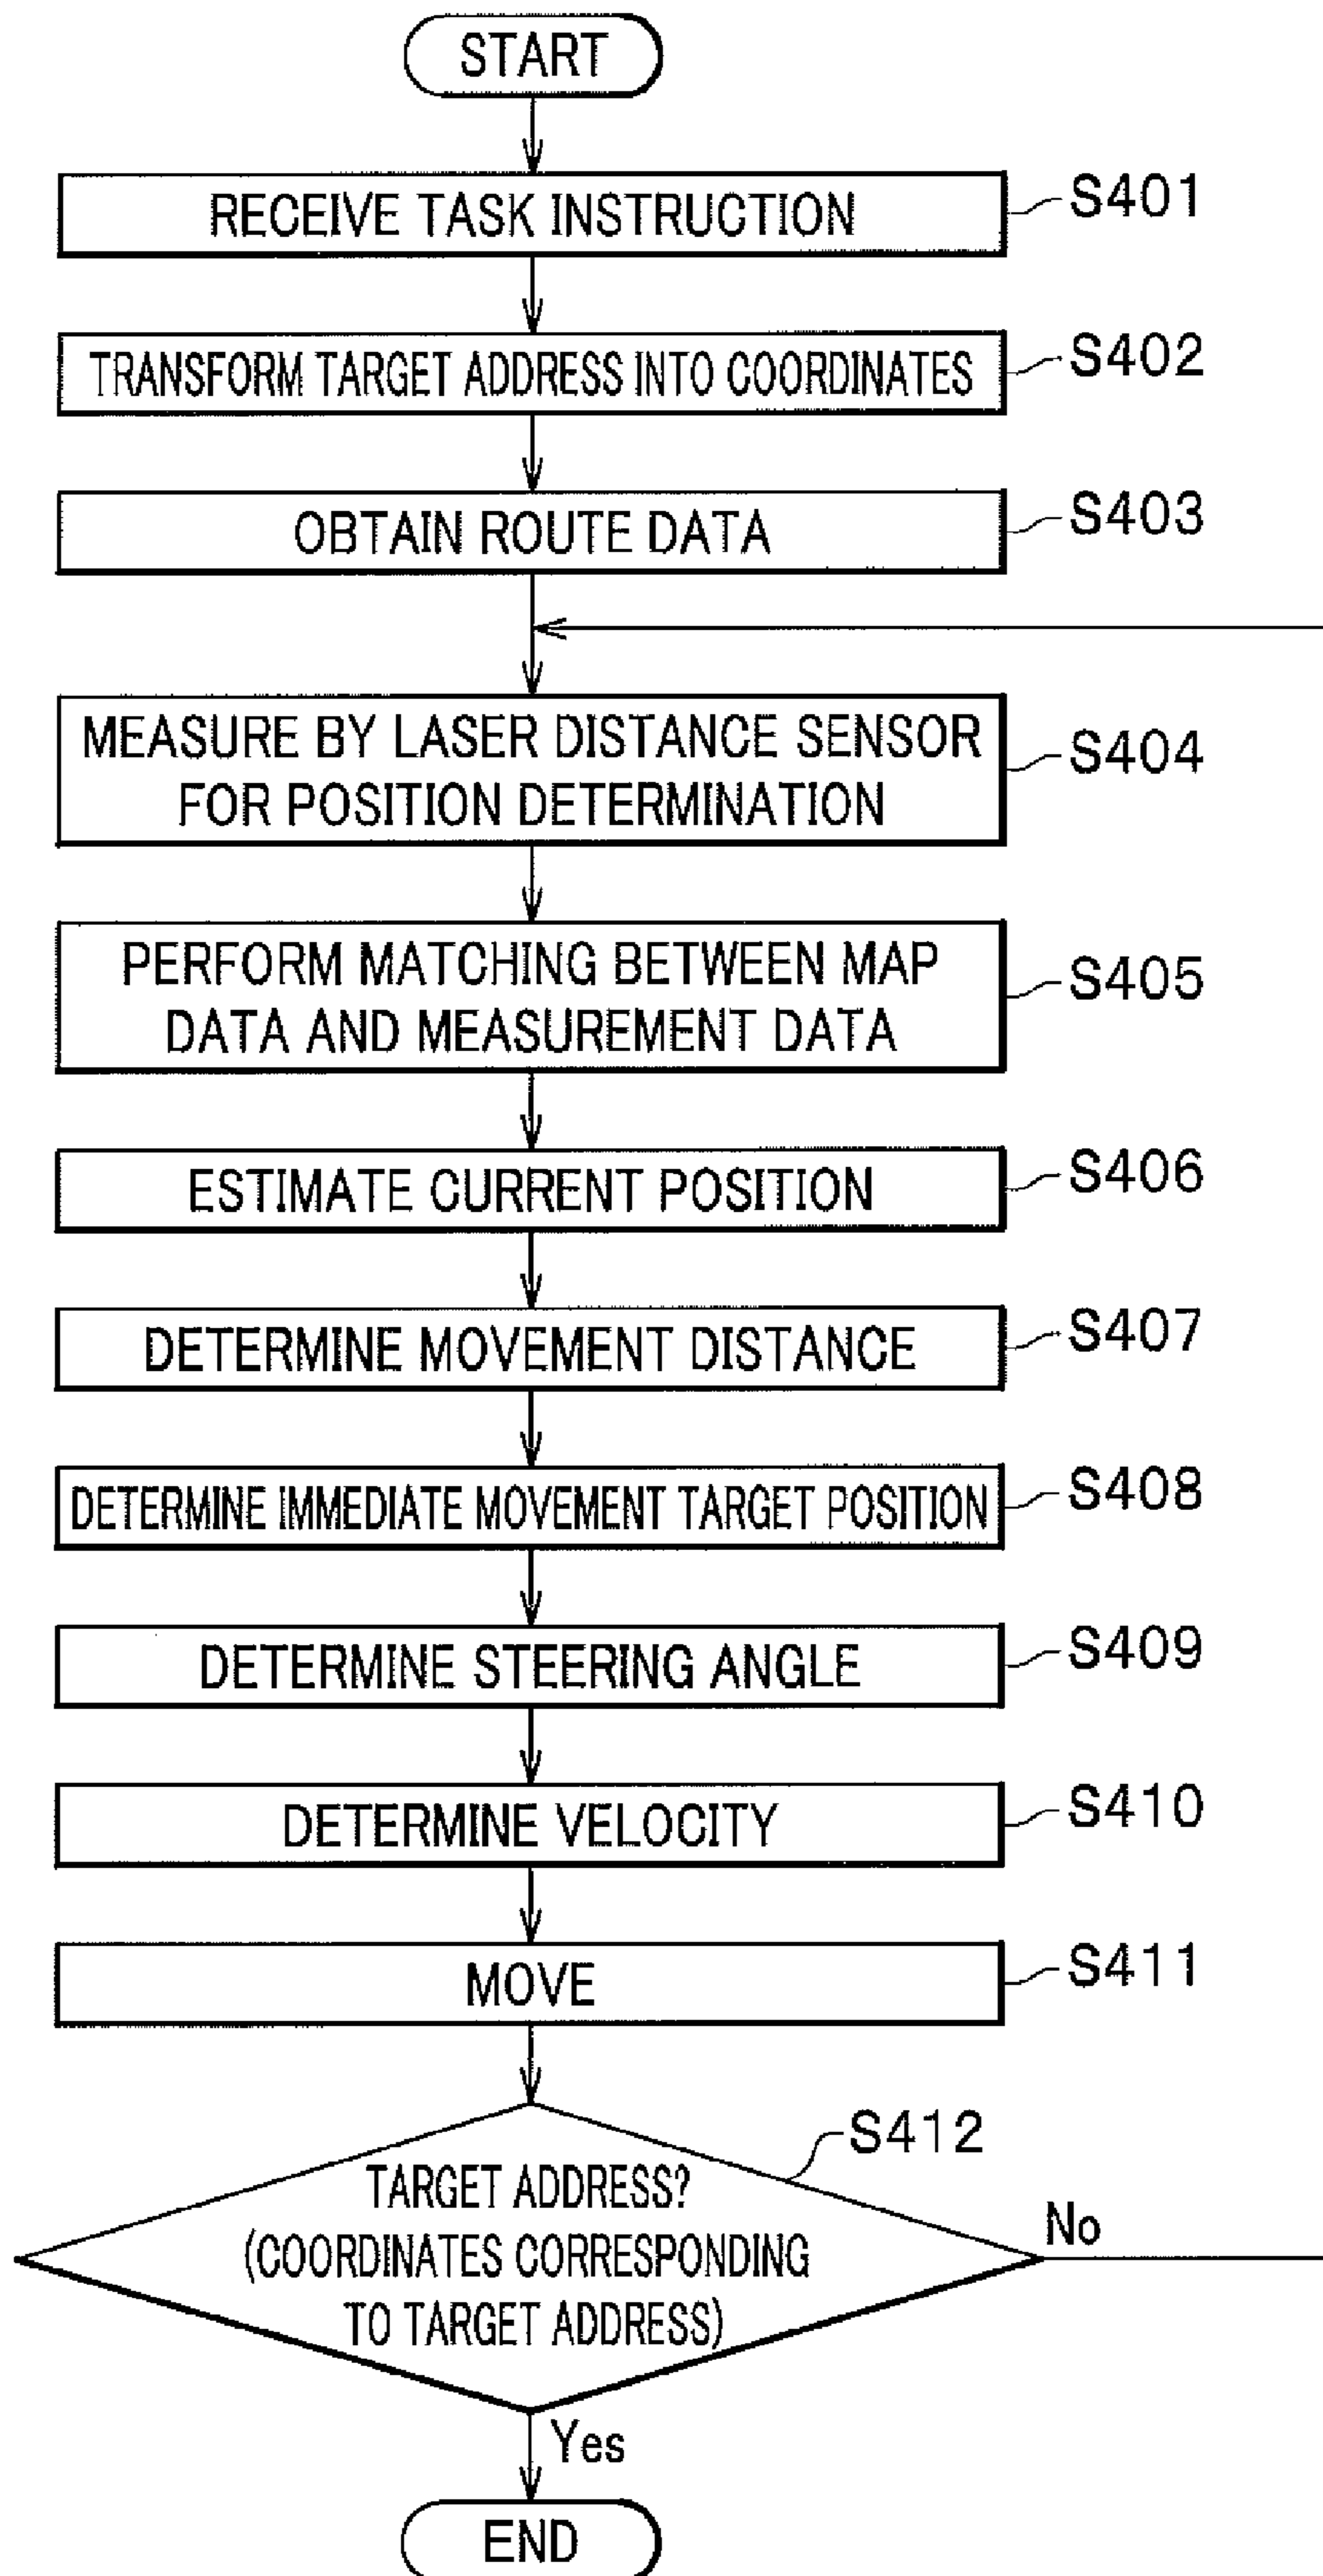 START
RECEIVE TASK INSTRUCTION
S401
TRANSFORM TARGET ADDRESS INTO COORDINATES
S402
OBTAIN ROUTE DATA
S403
MEASURE BY LASER DISTANCE SENSOR
FOR POSITION DETERMINATION
S404
PERFORM MATCHING BETWEEN MAP
DATA AND MEASUREMENT DATA
S405
ESTIMATE CURRENT POSITION
S406
DETERMINE MOVEMENT DISTANCE
S407
DETERMINE IMMEDIATE MOVEMENT TARGET POSITION
S408
DETERMINE STEERING ANGLE
S409
DETERMINE VELOCITY
S410
MOVE
S411
S412
TARGET ADDRESS?
(COORDINATES CORRESPONDING
TO TARGET ADDRESS)
No
Yes
END